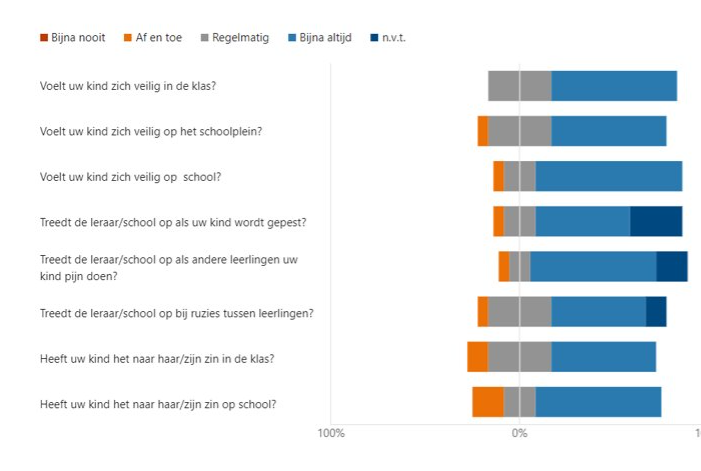 Bijna nooit Af en toe Regelmatig Bijna altijd n.v.t.
Voelt uw kind zich veilig in de klas?
Voelt uw kind zich veilig op het schoolplein?
Voelt uw kind zich veilig op school?
Treedt de leraar/school op als uw kind wordt gepest?
Treedt de leraar/school op als andere leerlingen uw
kind pijn doen?
Treedt de leraar/school op bij ruzies tussen leerlingen?
Heeft uw kind het naar haar/zijn zin in de klas?
Heeft uw kind het naar haar/zijn zin op school?
100% 0%